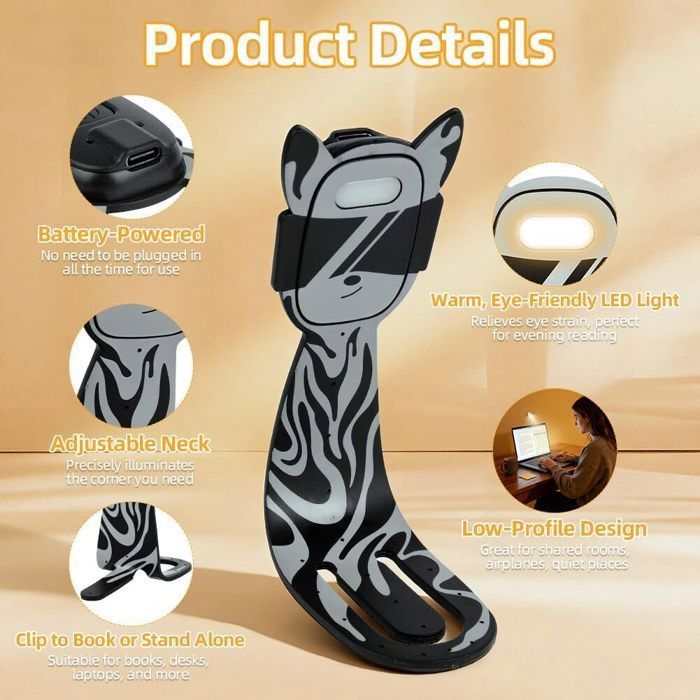 Product Details
Battery-Powered
No need to be plugged in
all the time for use
Warm, Eye-Friendly LED Light
Relieves eye strain, perfect
for evening reading
Adjustable Neck
Precisely illuminates
the corner you need
Low-Profile Design
Great for shared rooms,
airplanes, quiet places
Clip to Book or Stand Alone
Suitable for books, desks,
laptops, and more